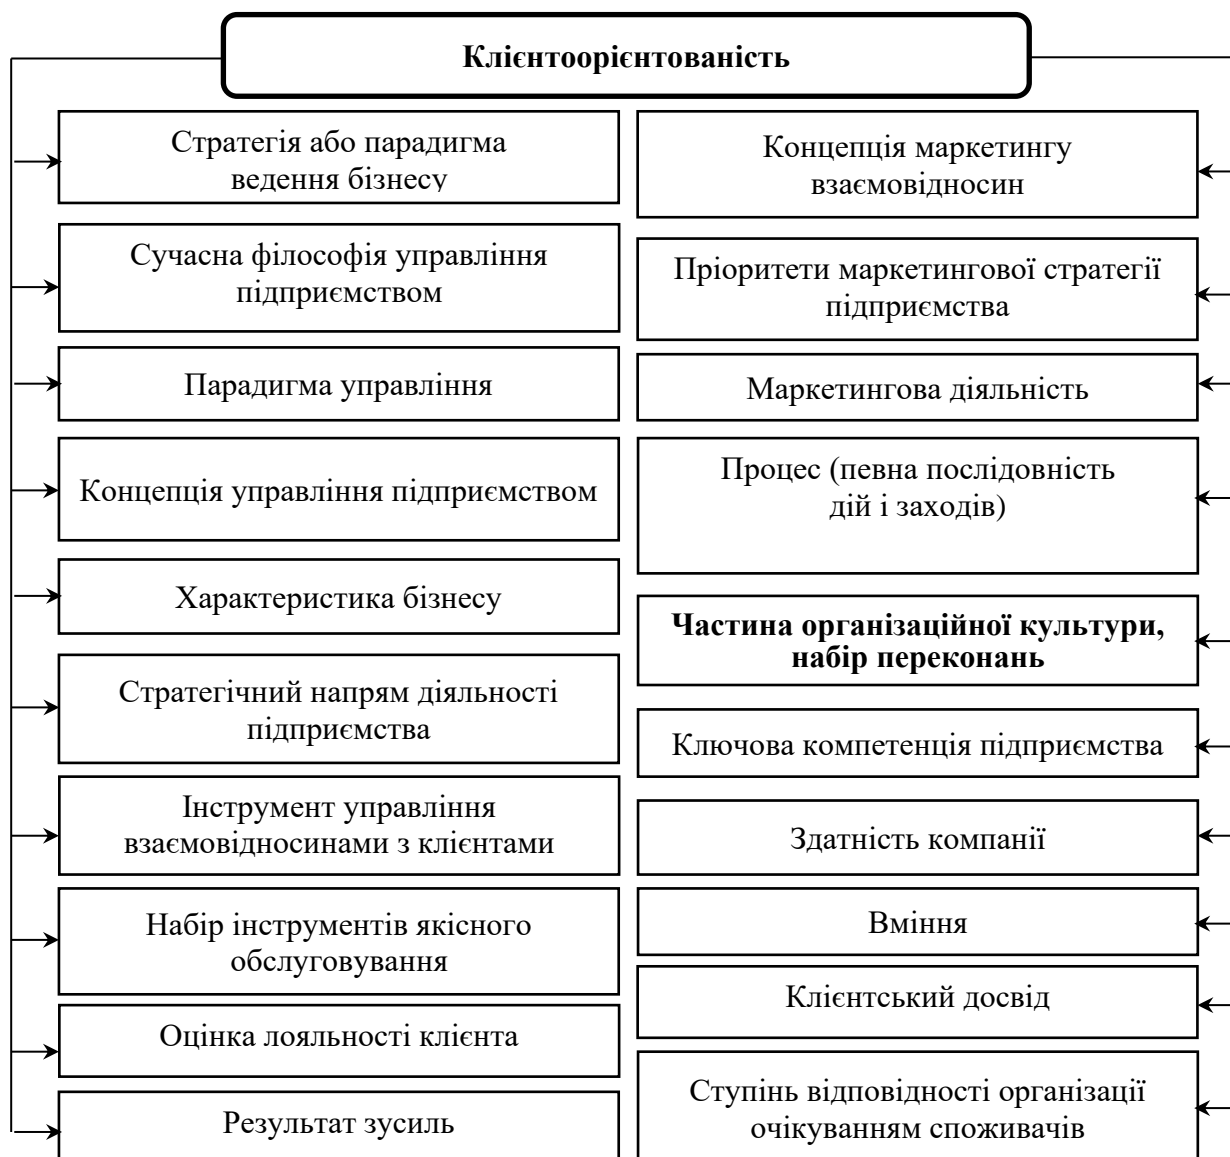 Клієнтоорієнтованість
Стратегія або парадигма
ведення бізнесу
Сучасна філософія управління
підприємством
Парадигма управління
Концепція управління підприємством
Характеристика бізнесу
Стратегічний напрям діяльності
підприємства
Інструмент управління
взаємовідносинами з клієнтами
Набір інструментів якісного
обслуговування
Оцінка лояльності клієнта
Результат зусиль
Концепція маркетингу
взаємовідносин
Пріоритети маркетингової стратегії
підприємства
Маркетингова діяльність
Процес (певна послідовність
дій і заходів)
Частина організаційної культури,
набір переконань
Ключова компетенція підприємства
Здатність компанії
Вміння
Клієнтський досвід
Ступінь відповідності організації
очікуванням споживачів